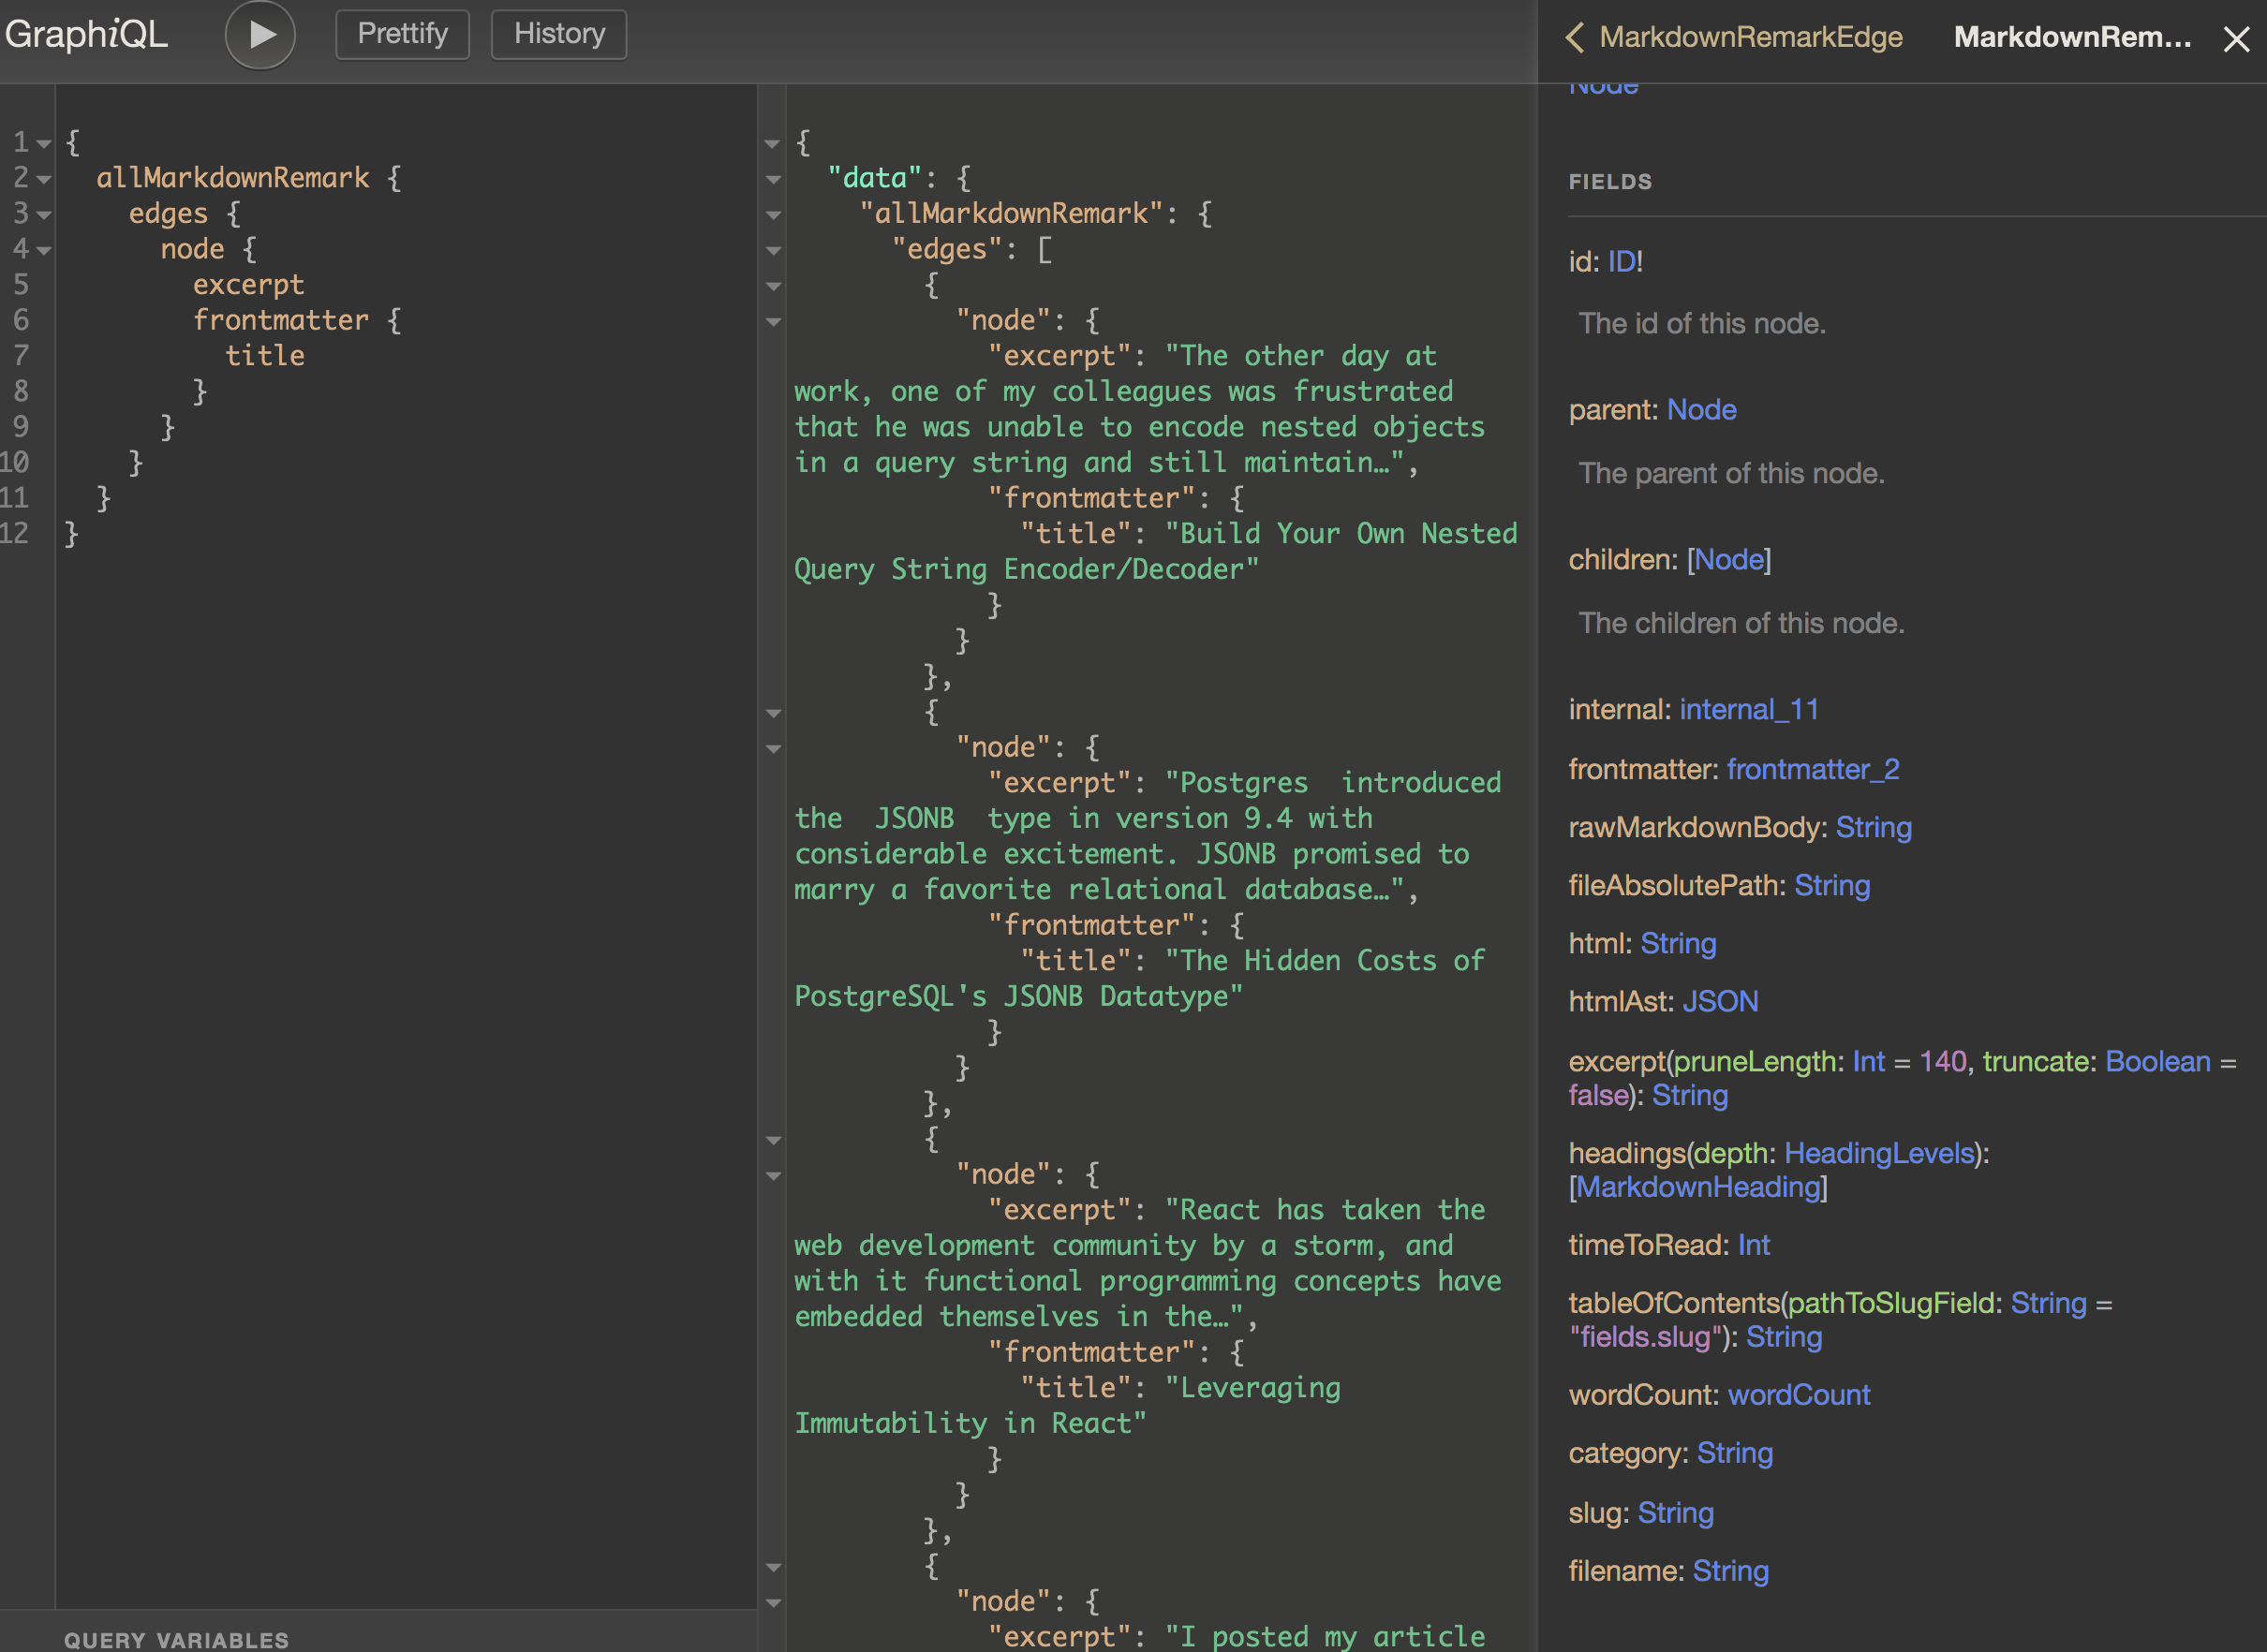 GraphiQL
Prettify
History
1 {
2 allMarkdownRemark {
3 edges {
4 node {
5 excerpt
6 frontmatter {
7 title
8 }
9 }
10 }
11 }
12 }
QUERY VARIABLES
{
"data": {
"allMarkdownRemark": {
"edges": [
{
"node": {
"excerpt": "The other day at
work, one of my colleagues was frustrated
that he was unable to encode nested objects
in a query string and still maintain…",
"frontmatter": {
"title": "Build Your Own Nested
Query String Encoder/Decoder"
}
}
},
{
"node": {
"excerpt": "Postgres  introduced
the  JSONB  type in version 9.4 with
considerable excitement. JSONB promised to
marry a favorite relational database…",
"frontmatter": {
"title": "The Hidden Costs of
PostgreSQL's JSONB Datatype"
}
}
},
{
"node": {
"excerpt": "React has taken the
web development community by a storm, and
with it functional programming concepts have
embedded themselves in the…",
"frontmatter": {
"title": "Leveraging
Immutability in React"
}
}
},
{
"node": {
"excerpt": "I posted my article
MarkdownRemarkEdge
MarkdownRem...
Node
FIELDS
id: ID!
The id of this node.
parent: Node
The parent of this node.
children: [Node]
The children of this node.
internal: internal_11
frontmatter: frontmatter_2
rawMarkdownBody: String
fileAbsolutePath: String
html: String
htmlAst: JSON
excerpt(pruneLength: Int = 140, truncate: Boolean =
false): String
headings(depth: HeadingLevels):
[MarkdownHeading]
timeToRead: Int
tableOfContents(pathToSlugField: String =
"fields.slug"): String
wordCount: wordCount
category: String
slug: String
filename: String